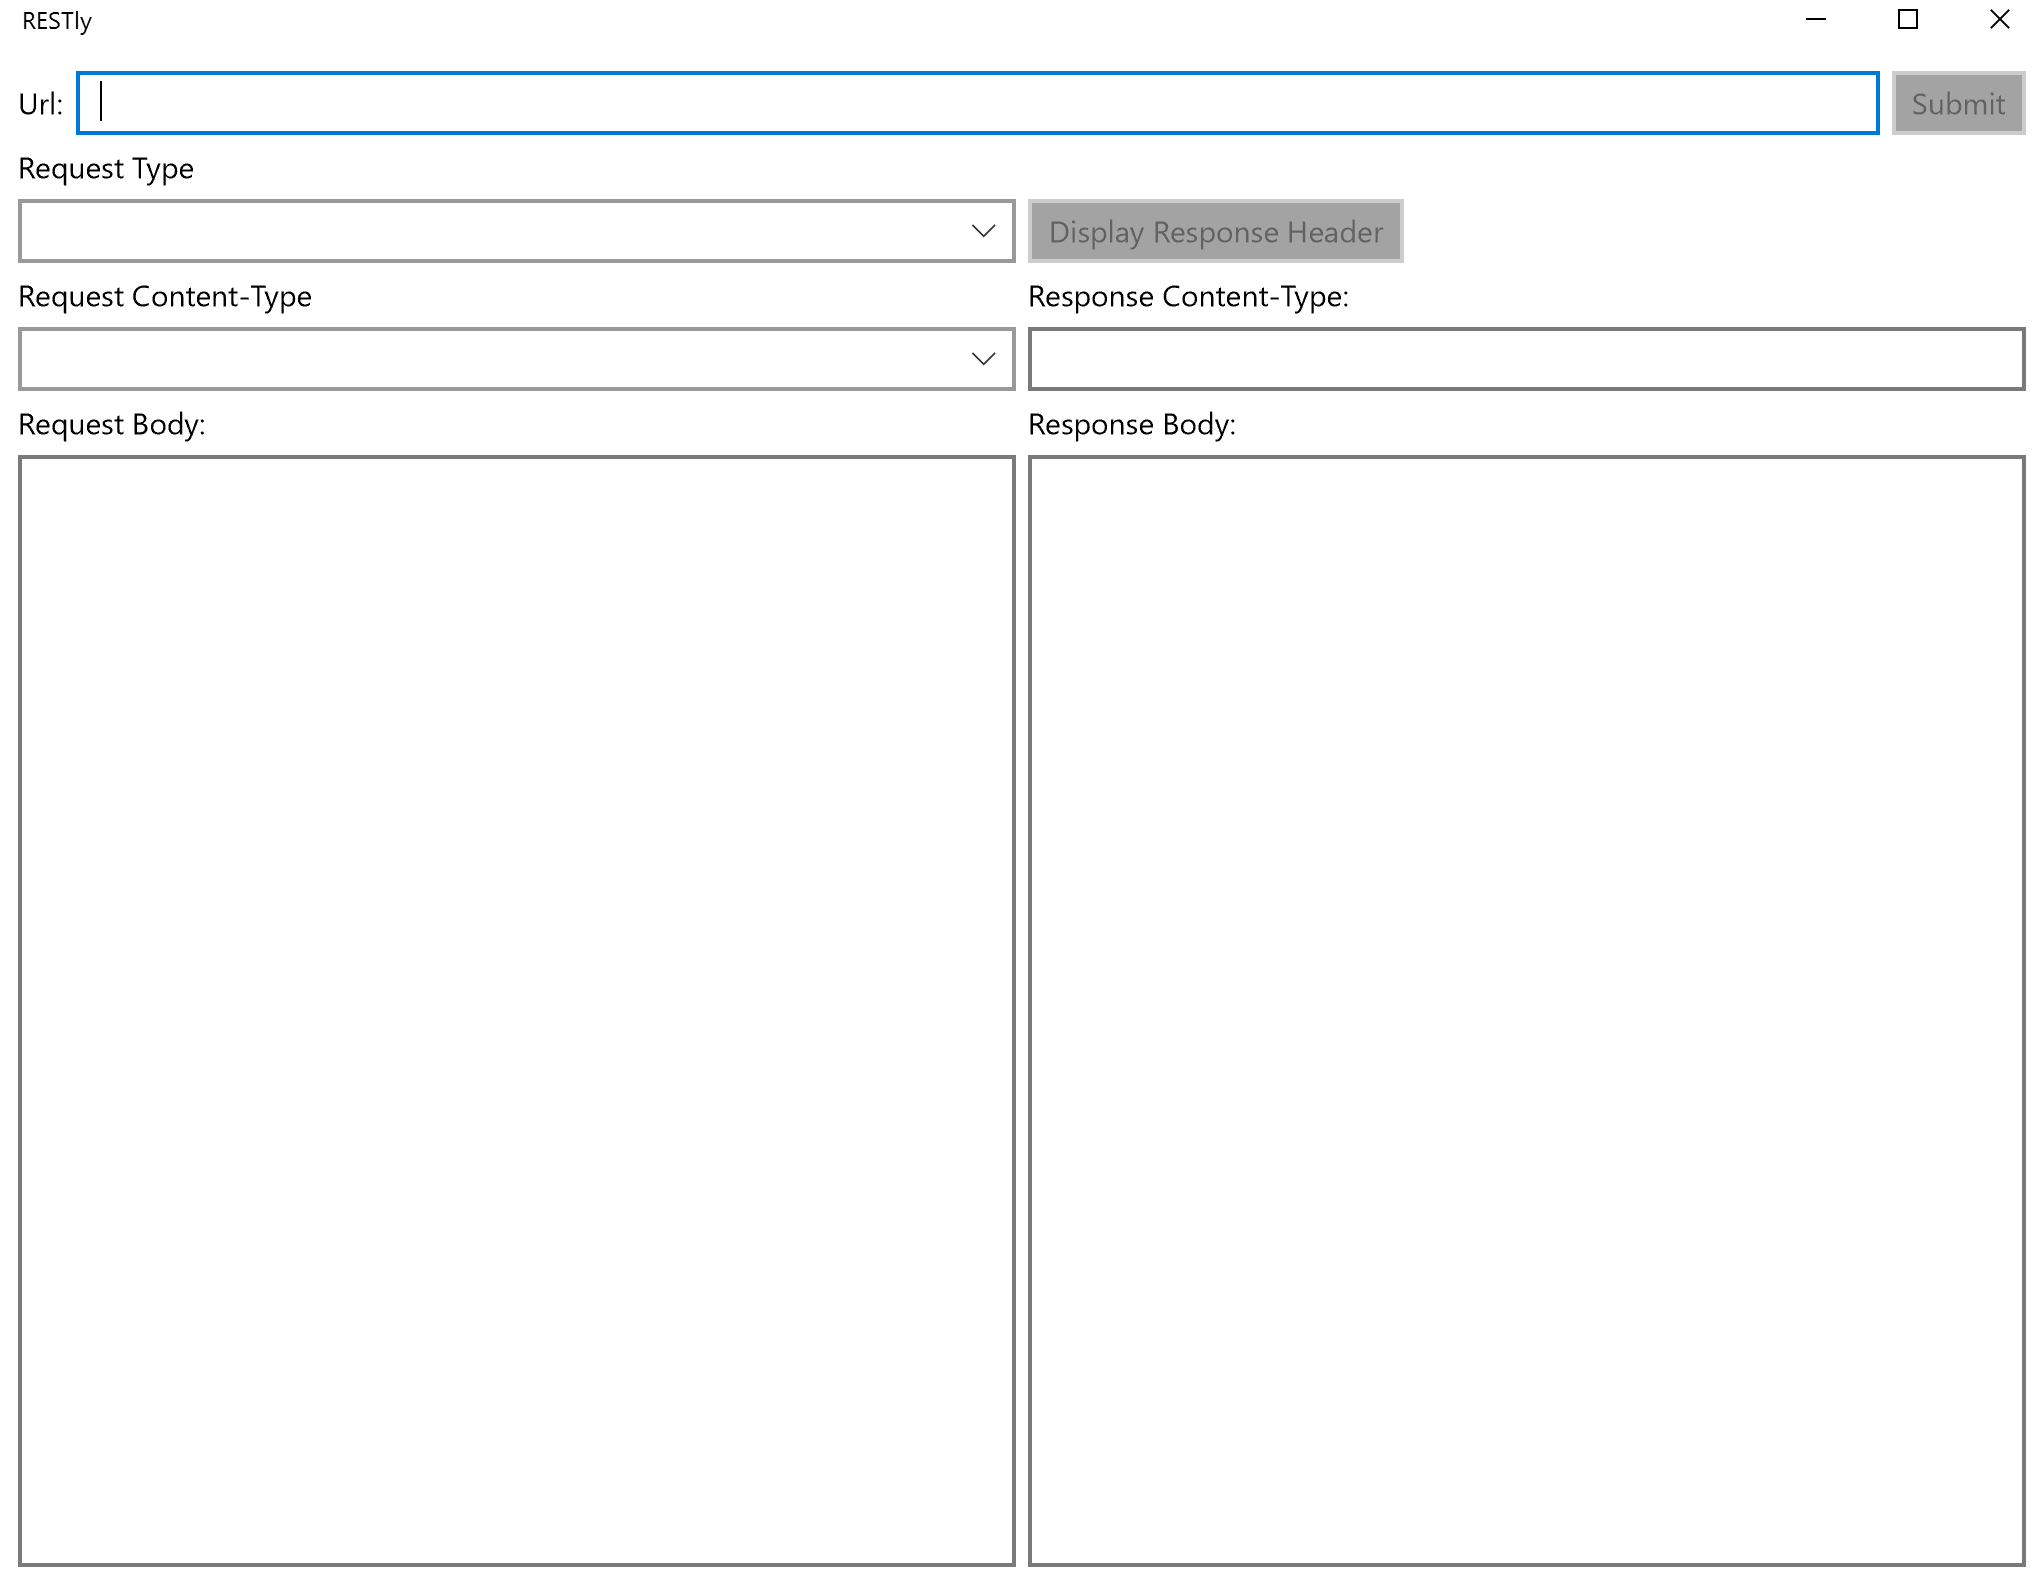 RESTly
Url:
Submit
Request Type
Display Response Header
Request Content-Type
Response Content-Type:
Request Body:
Response Body: